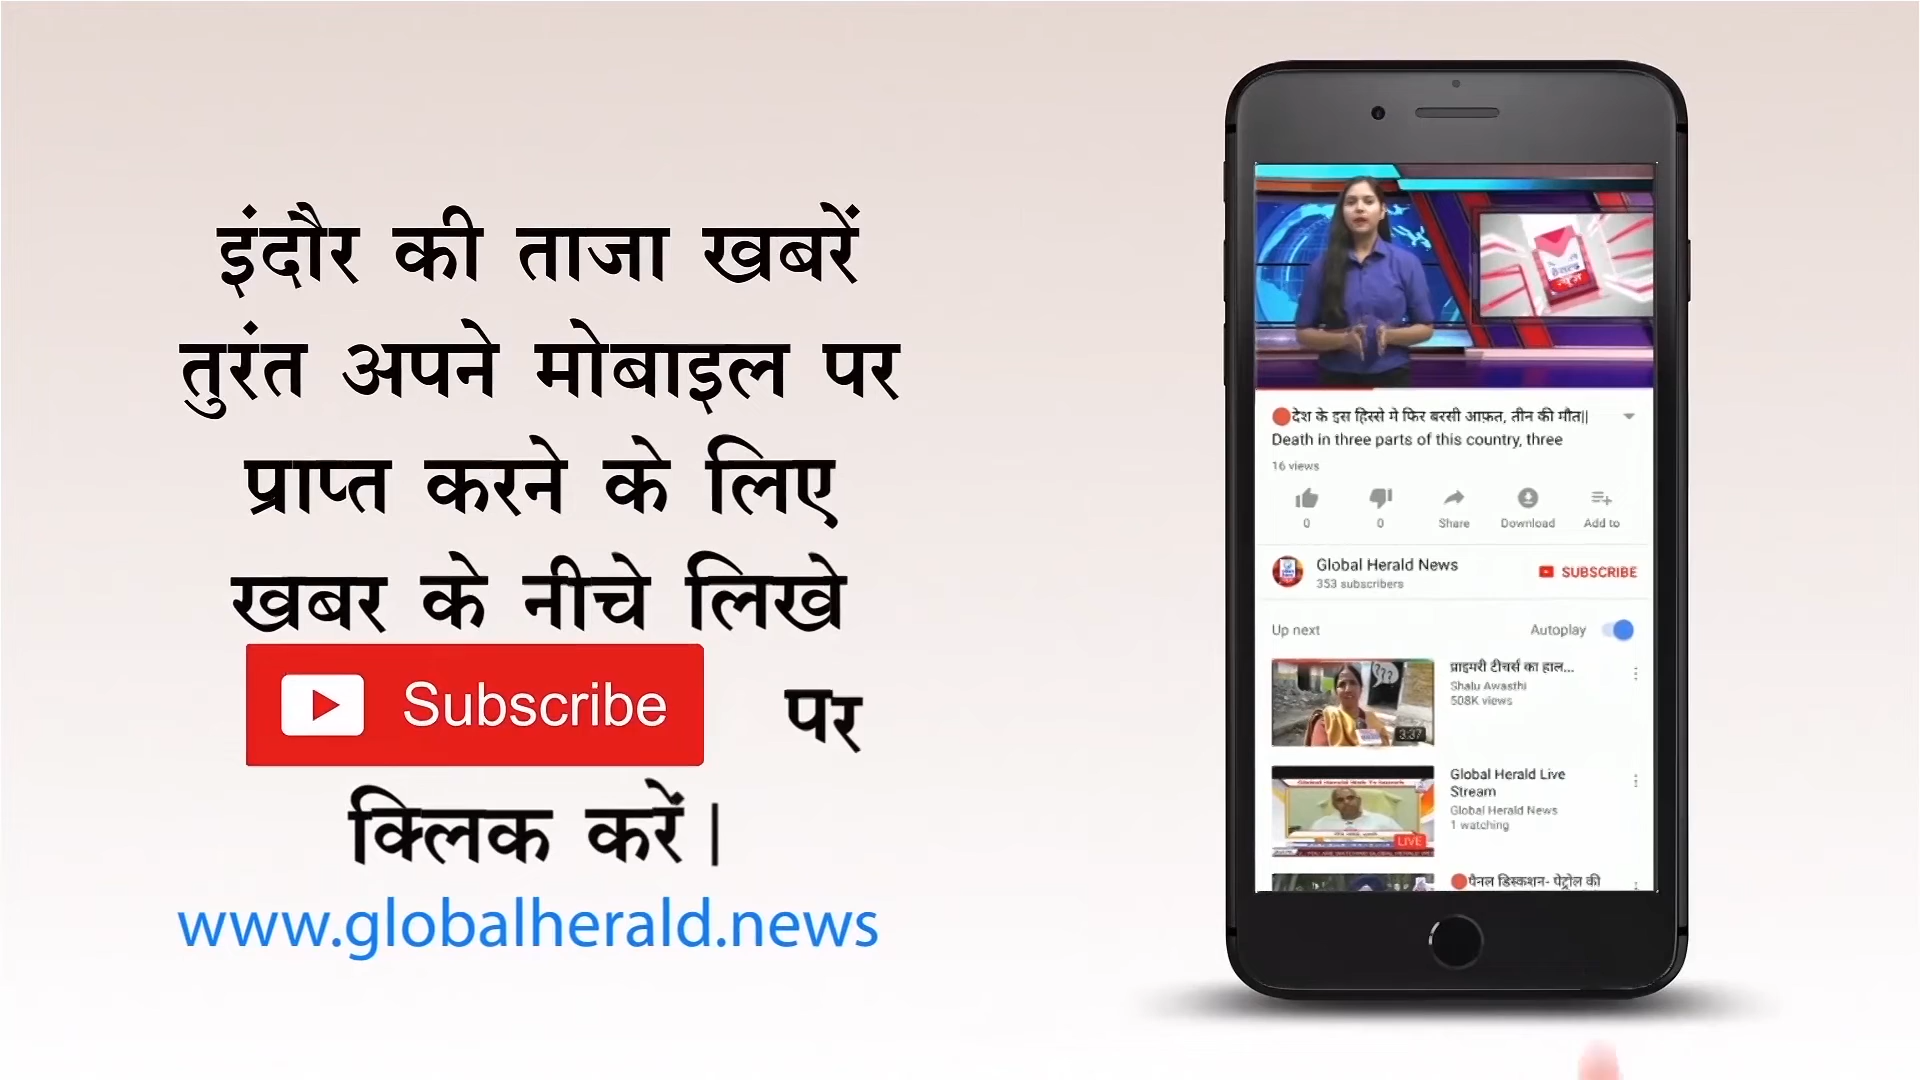 इंदौर की ताजा खबरें
तुरंत अपने मोबाइल पर
प्राप्त करने के लिए
खबर के नीचे लिखे
Subscribe पर
क्लिक करें|
www.globalherald.news
न्यूज़
🔴देश के इस हिस्से मे फिर बरसी आफ़त, तीन की मौत||
Death in three parts of this country, three
16 views
0 0 Share Download Add to
Global Herald News
353 subscribers
SUBSCRIBE
Up next Autoplay
???
3:37
प्राइमरी टीचर्स का हाल...
Shalu Awasthi
508K views
LIVE
Global Herald Live
Stream
Global Herald News
1 watching
🔴पैनल डिस्कशन- पेट्रोल की